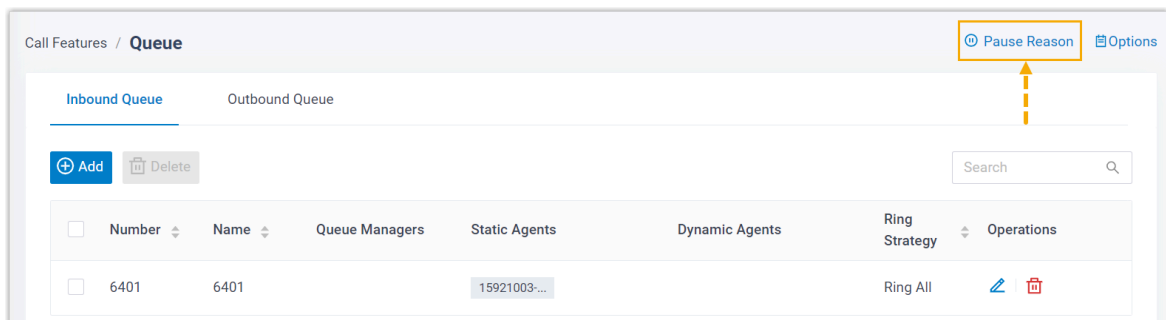 Call Features / Queue
Pause Reason
Options
Inbound Queue
Outbound Queue
Add
Delete
Search
Number
Name
Queue Managers
Static Agents
Dynamic Agents
Ring
Strategy
Operations
6401
6401
15921003-...
Ring All